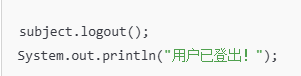 subject.logout();
System.out.println("用户已登出! ");